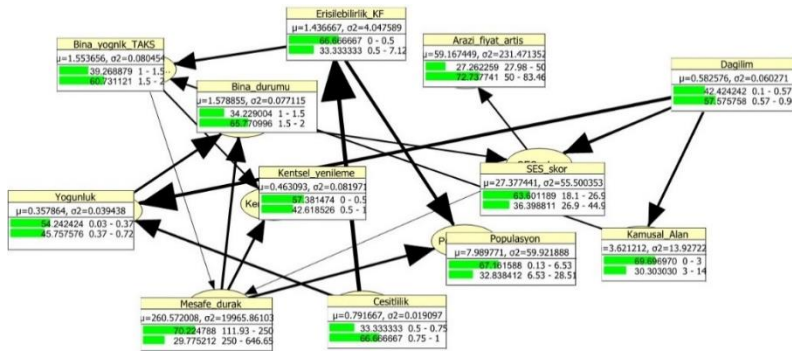 Erisilebirlik_KF
μ=1.436667, σ2=4.047589
66.666667 0 - 0.5
33.333333 0.5 - 7.12
Bina_yognlk_TAKS
μ=1.553656, σ2=0.080454
39.268879 1 - 1.5
60.731121 1.5 - 2
Arazi_fiyat_artis
μ=59.167449, σ2=231.471352
27.262259 27.98 - 50
72.737741 50 - 83.46
Dagilim
μ=0.582576, σ2=0.060271
42.424242 0.1 - 0.57
57.575758 0.57 - 0.9
Bina_durumu
μ=1.578855, σ2=0.077115
34.229004 1 - 1.5
65.770996 1.5 - 2
Kentsel_yenileme
μ=0.463093, σ2=0.081971
57.381474 0 - 0.5
42.618526 0.5 - 1
SES_skor
μ=27.377441, σ2=55.500353
63.601189 18.1 - 26.9
36.398811 26.9 - 44.9
Yogunluk
μ=0.357864, σ2=0.039438
54.242424 0.03 - 0.37
45.757576 0.37 - 0.72
Populasyon
μ=7.989771, σ2=59.921888
67.161588 0.13 - 6.53
32.838412 6.53 - 28.51
Kamusal_Alan
=3.621212, σ2=13.92722
69.696970 0 - 3
30.303030 3 - 14
Mesafe_durak
μ=260.572008, σ2=19965.86103
70.224788 111.93 - 250
29.775212 250 - 646.65
Cesitlilik
μ=0.791667, σ2=0.019097
33.333333 0.5 - 0.75
66.666667 0.75 - 1